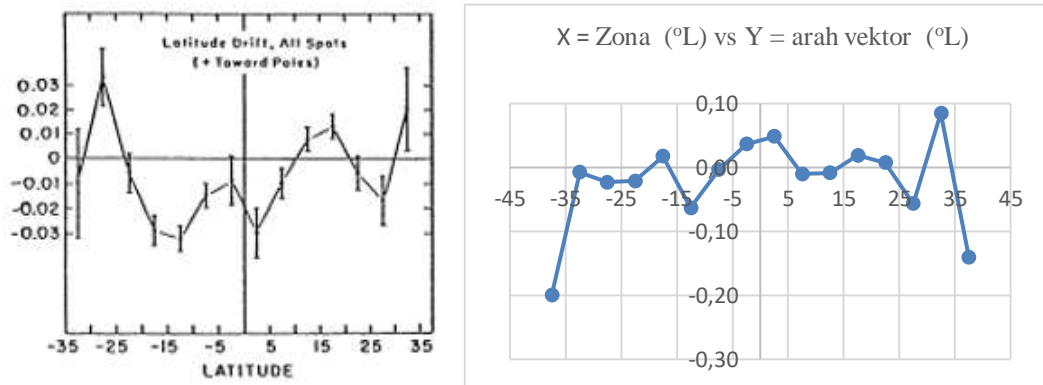 Latitude Drift, All Spots
(+ Toward Poles)
0.03
0.02
0.01
0
-0.01
-0.02
-0.03
-35 -25 -15 -5 5 15 25 35
LATITUDE
X = Zona (°L) vs Y = arah vektor (°L)
0,10
0,00
-45 -35 -25 -15 -5 5 15 25 35 45
-0,10
-0,20
-0,30